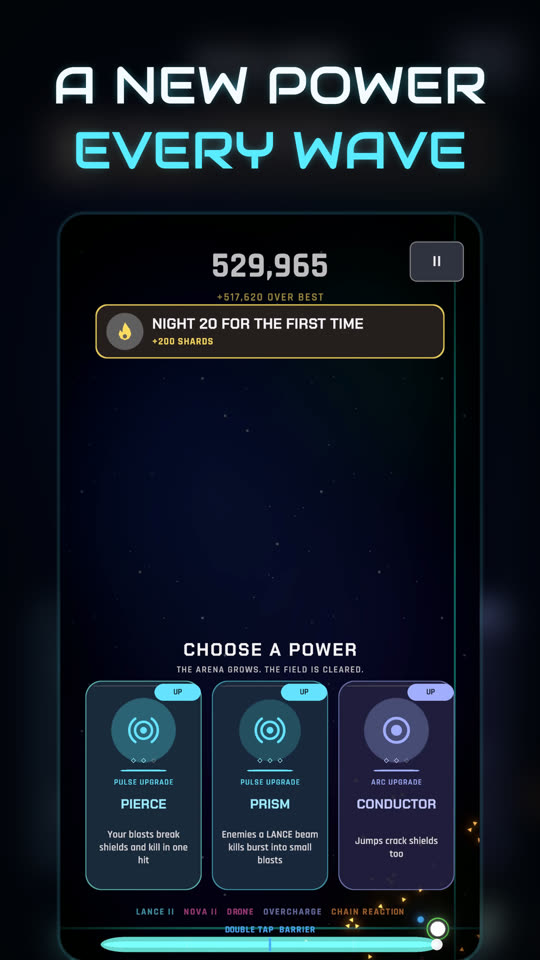 A NEW POWER
EVERY WAVE
529,965
+517,620 OVER BEST
NIGHT 20 FOR THE FIRST TIME
+200 SHARDS
CHOOSE A POWER
THE ARENA GROWS. THE FIELD IS CLEARED.
UP
PULSE UPGRADE
PIERCE
Your blasts break
shields and kill in one
hit
UP
PULSE UPGRADE
PRISM
Enemies a LANCE beam
kills burst into small
blasts
UP
ARC UPGRADE
CONDUCTOR
Jumps crack shields
too
LANCE II NOVA II DRONE OVERCHARGE CHAIN REACTION
DOUBLE TAP BARRIER